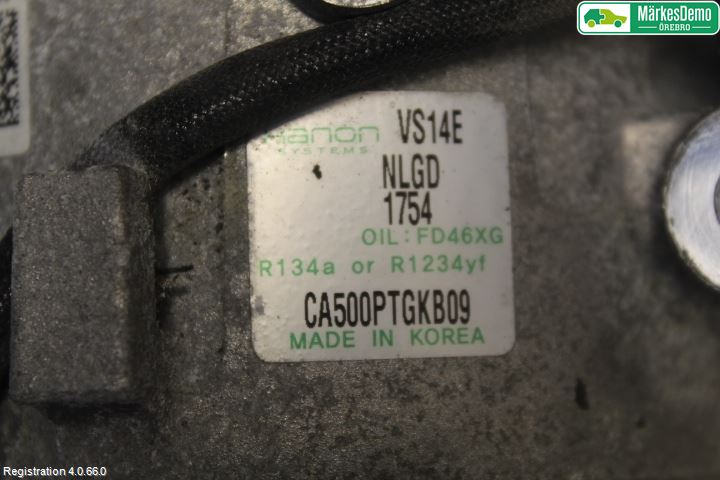 MärkesDemo
ÖREBRO
Hanon VS14E
SYSTEMS
NLGD
1754
OIL: FD46XG
R134a or R1234yf
CA500PTGKB09
MADE IN KOREA
Registration 4.0.66.0